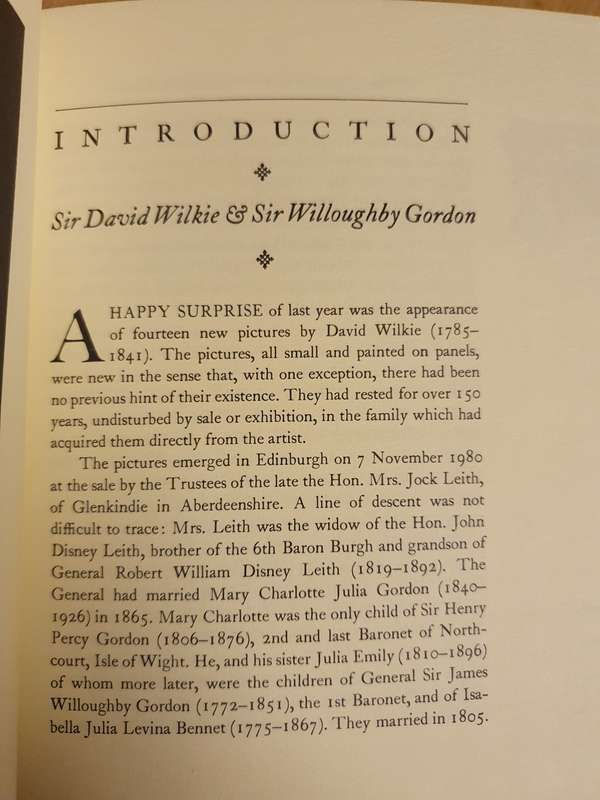 INTRODUCTION
Sir David Wilkie & Sir Willoughby Gordon
A HAPPY SURPRISE of last year was the appearance
of fourteen new pictures by David Wilkie (1785–
1841). The pictures, all small and painted on panels,
were new in the sense that, with one exception, there had been
no previous hint of their existence. They had rested for over 150
years, undisturbed by sale or exhibition, in the family which had
acquired them directly from the artist.
The pictures emerged in Edinburgh on 7 November 1980
at the sale by the Trustees of the late the Hon. Mrs. Jock Leith,
of Glenkindie in Aberdeenshire. A line of descent was not
difficult to trace: Mrs. Leith was the widow of the Hon. John
Disney Leith, brother of the 6th Baron Burgh and grandson of
General Robert William Disney Leith (1819–1892). The
General had married Mary Charlotte Julia Gordon (1840–
1926) in 1865. Mary Charlotte was the only child of Sir Henry
Percy Gordon (1806–1876), 2nd and last Baronet of North-
court, Isle of Wight. He, and his sister Julia Emily (1810–1896)
of whom more later, were the children of General Sir James
Willoughby Gordon (1772–1851), the 1st Baronet, and of Isa-
bella Julia Levina Bennet (1775–1867). They married in 1805.